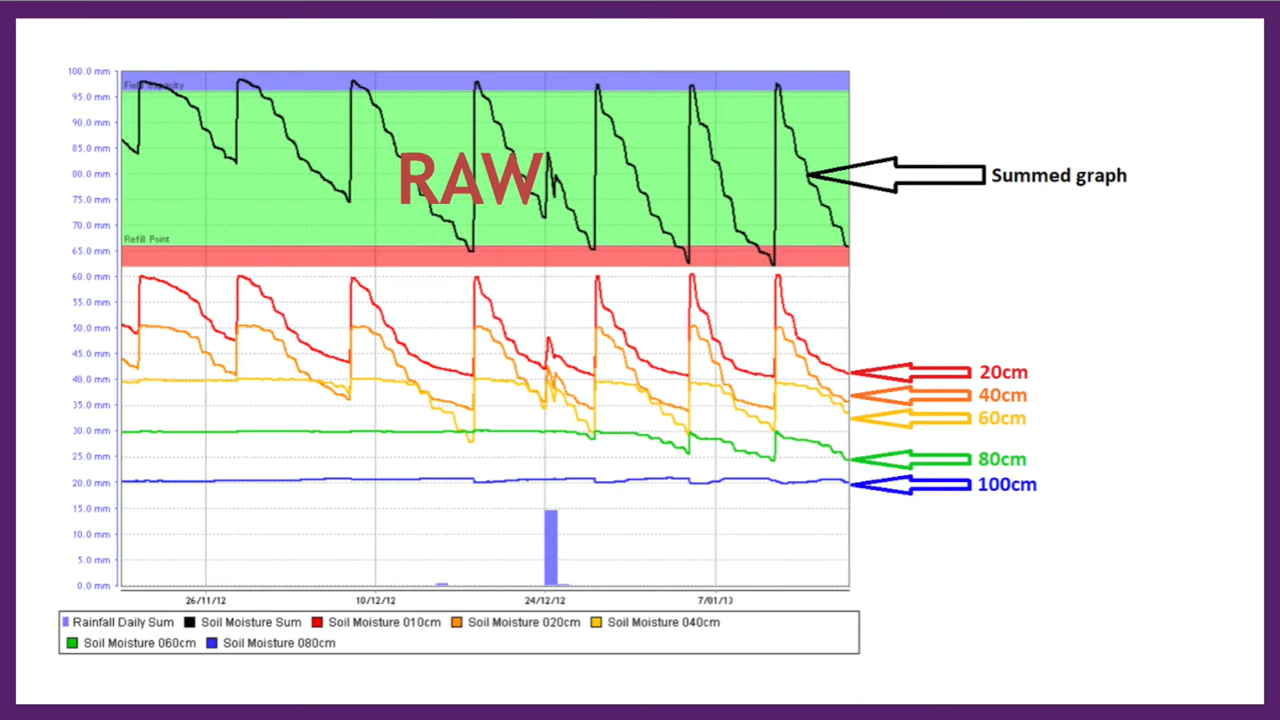 100.0 mm
Field Capacity
95.0 mm
90.0 mm
85.0 mm
RAW
80.0 mm
Summed graph
75.0 mm
70.0 mm
Refill Point
65.0 mm
60.0 mm
55.0 mm
50.0 mm
45.0 mm
20cm
40.0 mm
40cm
35.0 mm
60cm
30.0 mm
80cm
25.0 mm
100cm
20.0 mm
15.0 mm
10.0 mm
5.0 mm
0.0 mm
26/11/12 10/12/12 24/12/12 7/01/13
Rainfall Daily Sum Soil Moisture Sum Soil Moisture 010cm Soil Moisture 020cm Soil Moisture 040cm
Soil Moisture 060cm Soil Moisture 080cm